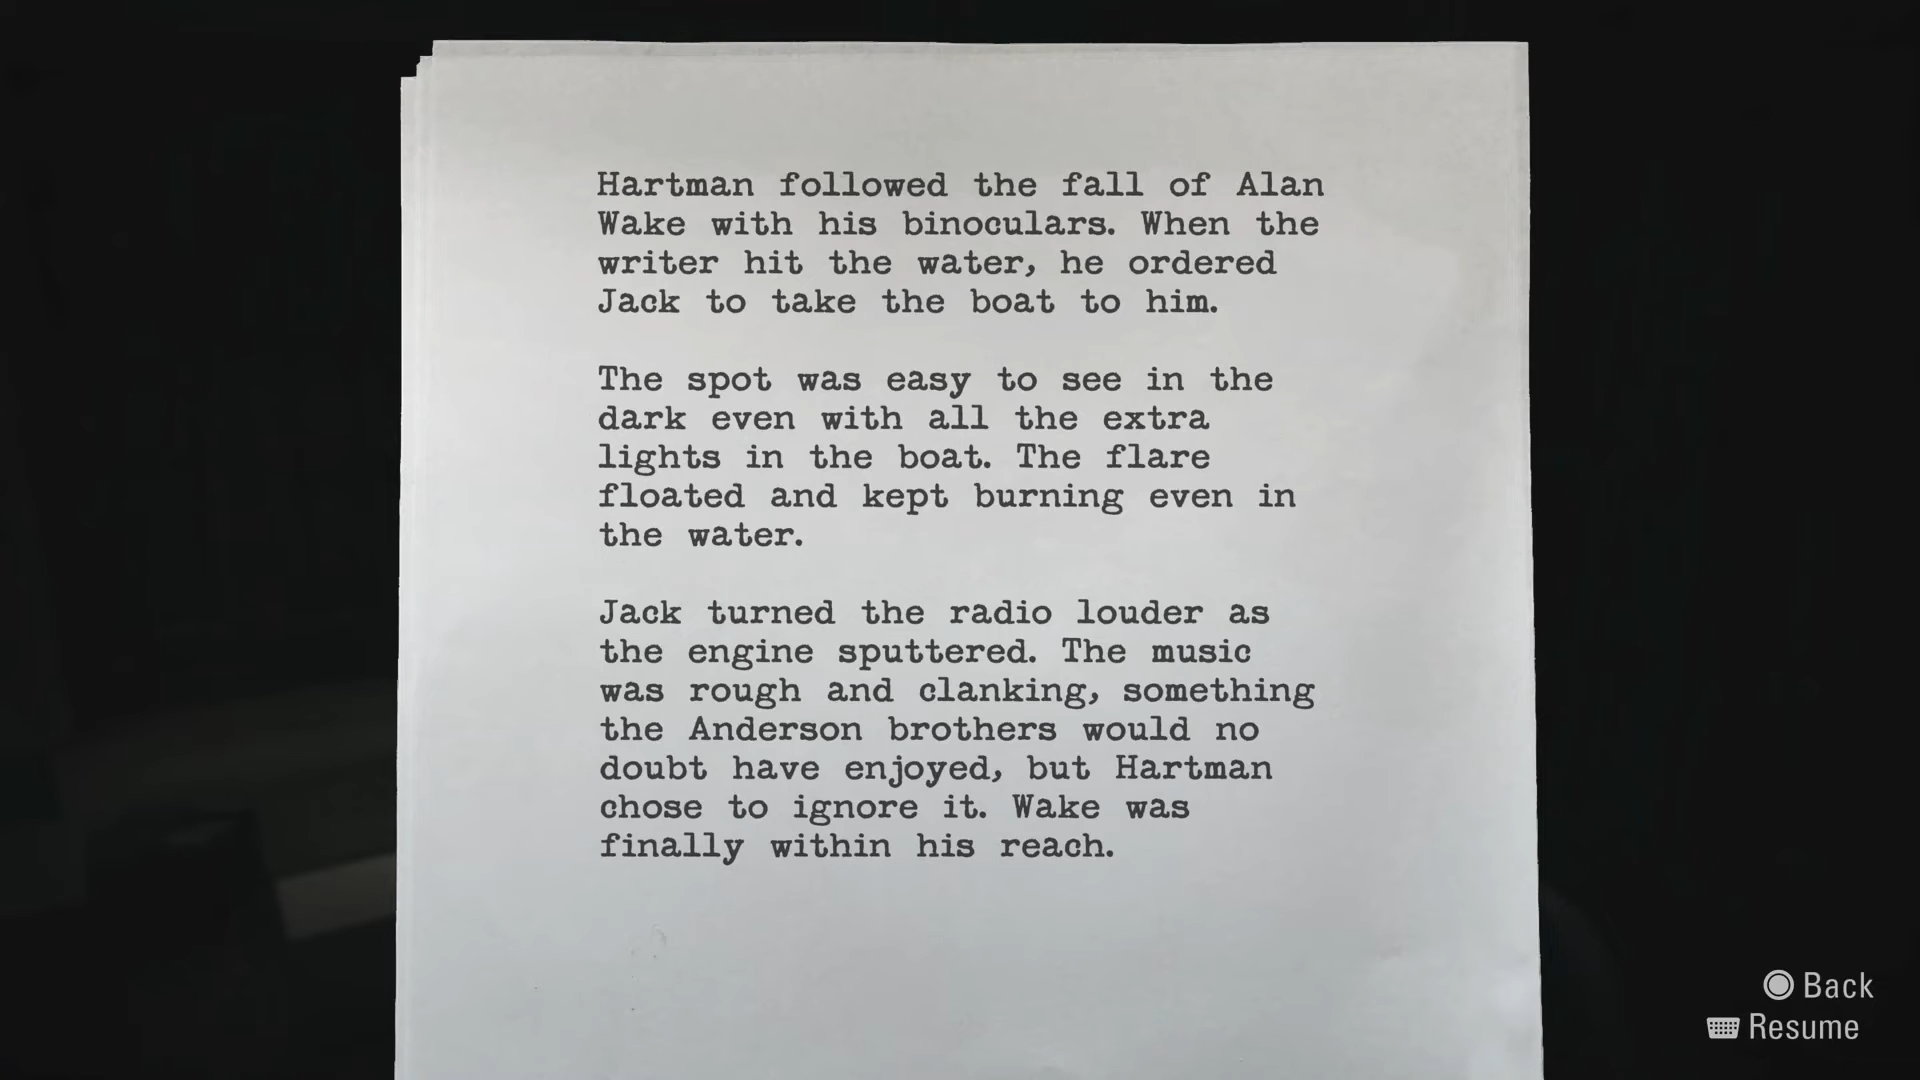 Hartman followed the fall of Alan
Wake with his binoculars. When the
writer hit the water, he ordered
Jack to take the boat to him.
The spot was easy to see in the
dark even with all the extra
lights in the boat. The flare
floated and kept burning even in
the water.
Jack turned the radio louder as
the engine sputtered. The music
was rough and clanking, something
the Anderson brothers would no
doubt have enjoyed, but Hartman
chose to ignore it. Wake was
finally within his reach.
Back
Resume